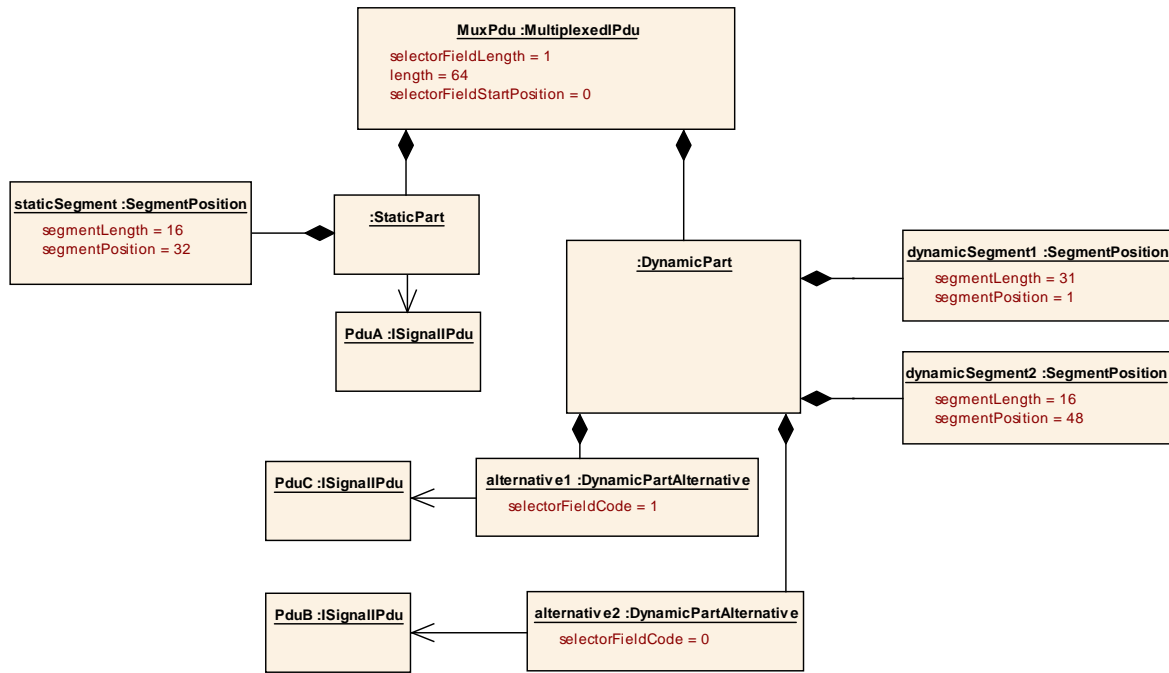 MuxPdu :MultiplexedIPdu
selectorFieldLength = 1
length = 64
selectorFieldStartPosition = 0
staticSegment :SegmentPosition
segmentLength = 16
segmentPosition = 32
:StaticPart
:DynamicPart
dynamicSegment1 :SegmentPosition
segmentLength = 31
segmentPosition = 1
PduA :ISignalIPdu
dynamicSegment2 :SegmentPosition
segmentLength = 16
segmentPosition = 48
PduC :ISignalIPdu
alternative1 :DynamicPartAlternative
selectorFieldCode = 1
PduB :ISignalIPdu
alternative2 :DynamicPartAlternative
selectorFieldCode = 0